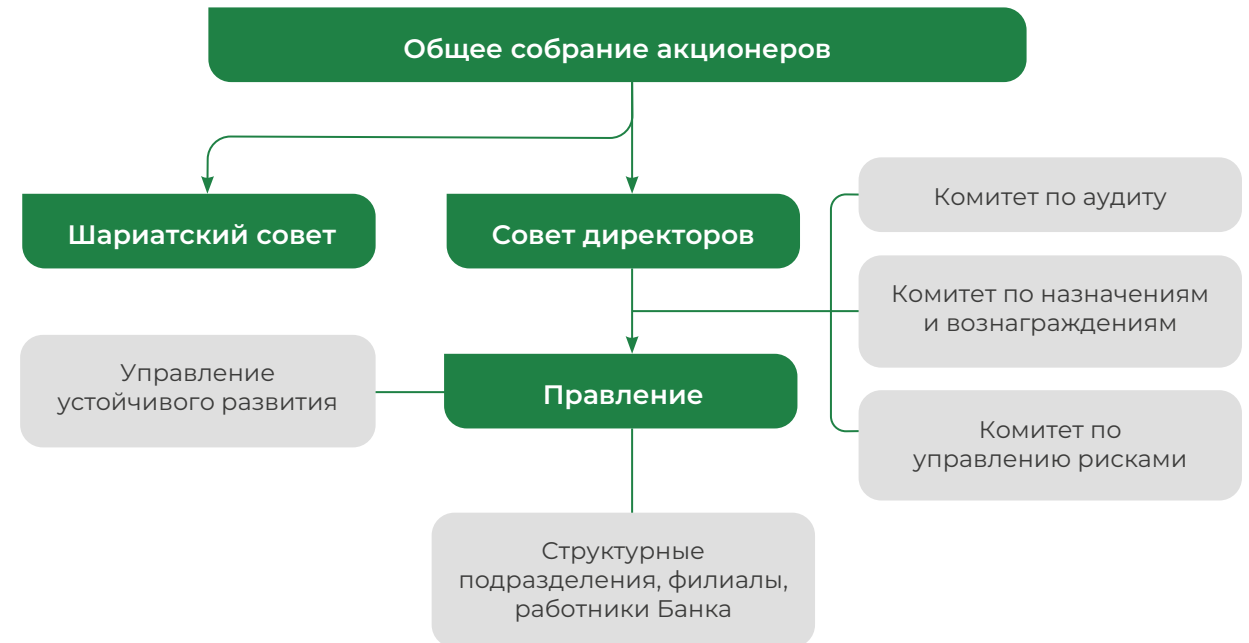 Общее собрание акционеров
Шариатский совет
Совет директоров
Комитет по аудиту
Комитет по назначениям
и вознаграждениям
Управление
устойчивого развития
Правление
Комитет по
управлению рисками
Структурные
подразделения, филиалы,
работники Банка